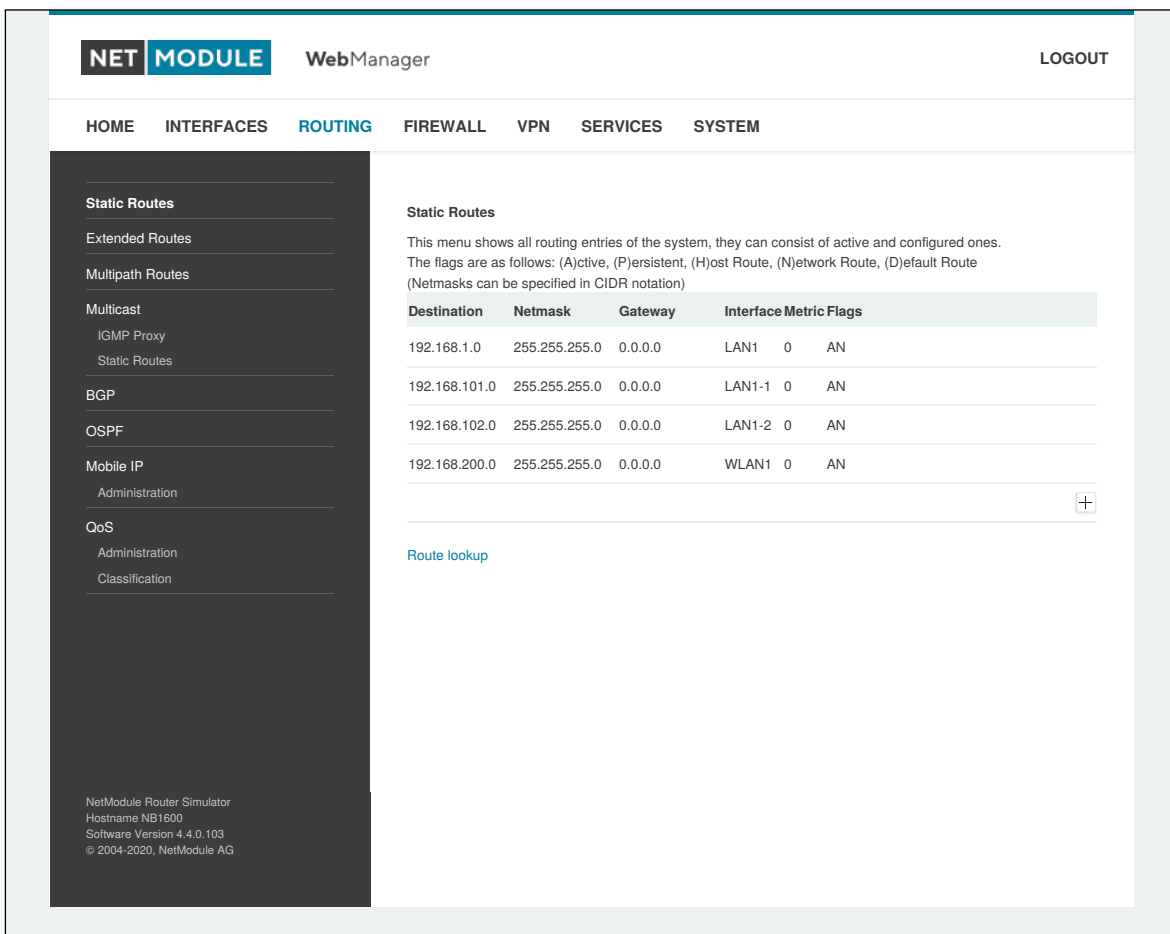 NET MODULE WebManager LOGOUT
HOME INTERFACES ROUTING FIREWALL VPN SERVICES SYSTEM
Static Routes
Extended Routes
Multipath Routes
Multicast
IGMP Proxy
Static Routes
BGP
OSPF
Mobile IP
Administration
QoS
Administration
Classification
NetModule Router Simulator
Hostname NB1600
Software Version 4.4.0.103
© 2004-2020, NetModule AG
Static Routes
This menu shows all routing entries of the system, they can consist of active and configured ones.
The flags are as follows: (A)ctive, (P)ersistent, (H)ost Route, (N)etwork Route, (D)efault Route
(Netmasks can be specified in CIDR notation)
Destination Netmask Gateway Interface Metric Flags
192.168.1.0 255.255.255.0 0.0.0.0 LAN1 0 AN
192.168.101.0 255.255.255.0 0.0.0.0 LAN1-1 0 AN
192.168.102.0 255.255.255.0 0.0.0.0 LAN1-2 0 AN
192.168.200.0 255.255.255.0 0.0.0.0 WLAN1 0 AN
Route lookup